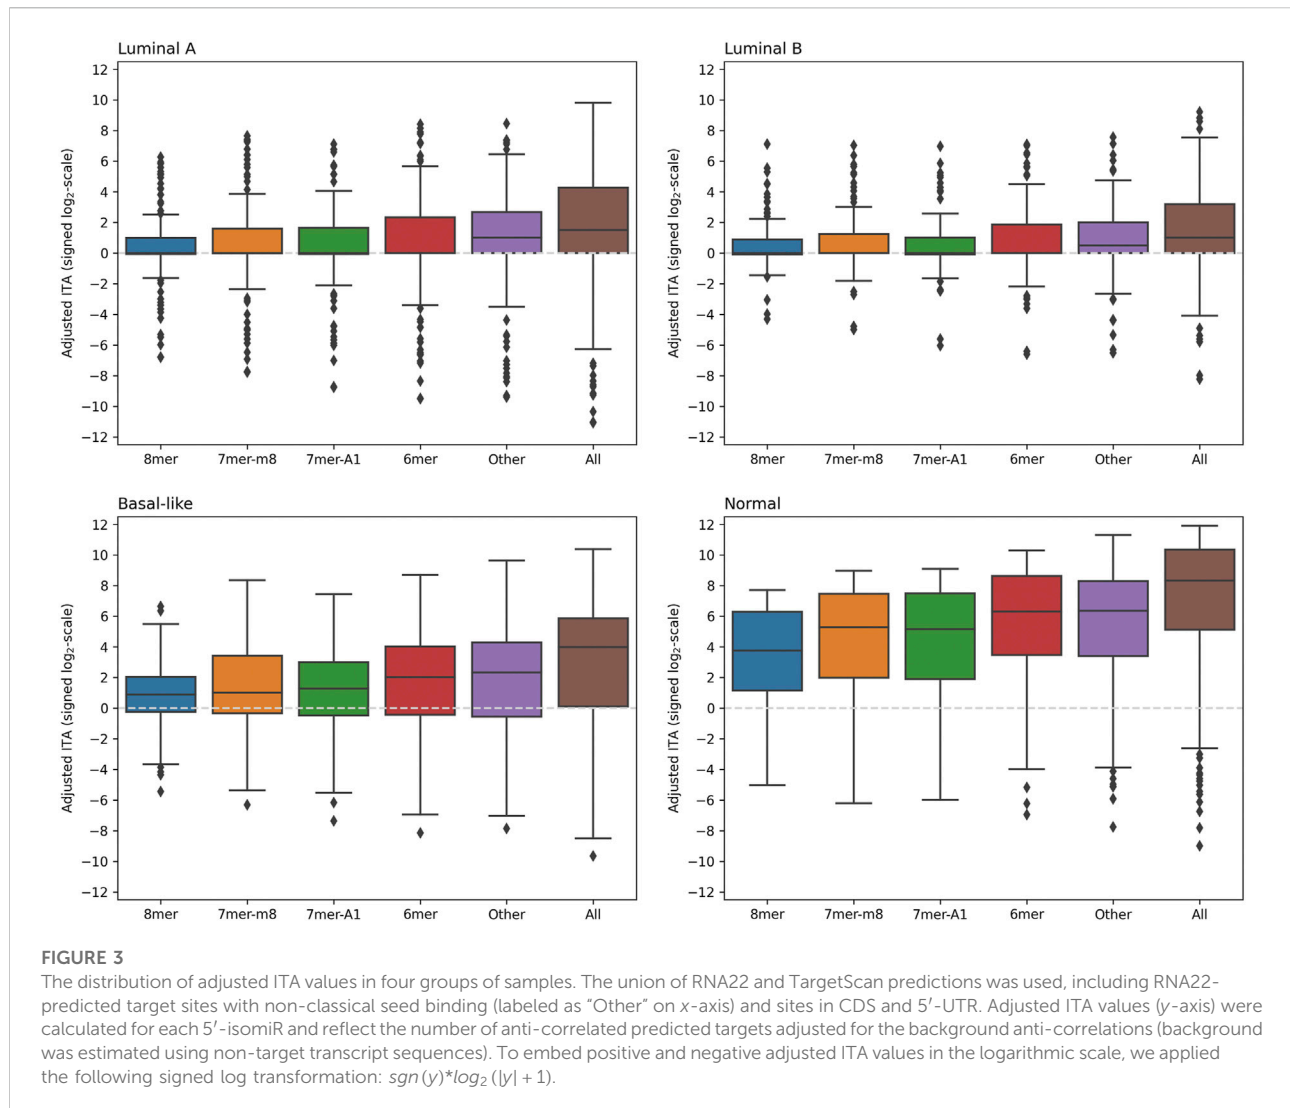 Luminal A
12
10
8
6
4
2
0
−2
−4
−6
−8
−10
−12
Adjusted ITA (signed log₂-scale)
8mer 7mer-m8 7mer-A1 6mer Other All
Luminal B
12
10
8
6
4
2
0
−2
−4
−6
−8
−10
−12
Adjusted ITA (signed log₂-scale)
8mer 7mer-m8 7mer-A1 6mer Other All
Basal-like
12
10
8
6
4
2
0
−2
−4
−6
−8
−10
−12
Adjusted ITA (signed log₂-scale)
8mer 7mer-m8 7mer-A1 6mer Other All
Normal
12
10
8
6
4
2
0
−2
−4
−6
−8
−10
−12
Adjusted ITA (signed log₂-scale)
8mer 7mer-m8 7mer-A1 6mer Other All
FIGURE 3
The distribution of adjusted ITA values in four groups of samples. The union of RNA22 and TargetScan predictions was used, including RNA22-
predicted target sites with non-classical seed binding (labeled as “Other” on x-axis) and sites in CDS and 5′-UTR. Adjusted ITA values (y-axis) were
calculated for each 5′-isomiR and reflect the number of anti-correlated predicted targets adjusted for the background anti-correlations (background
was estimated using non-target transcript sequences). To embed positive and negative adjusted ITA values in the logarithmic scale, we applied
the following signed log transformation: sgn(y)*log₂(|y| + 1).